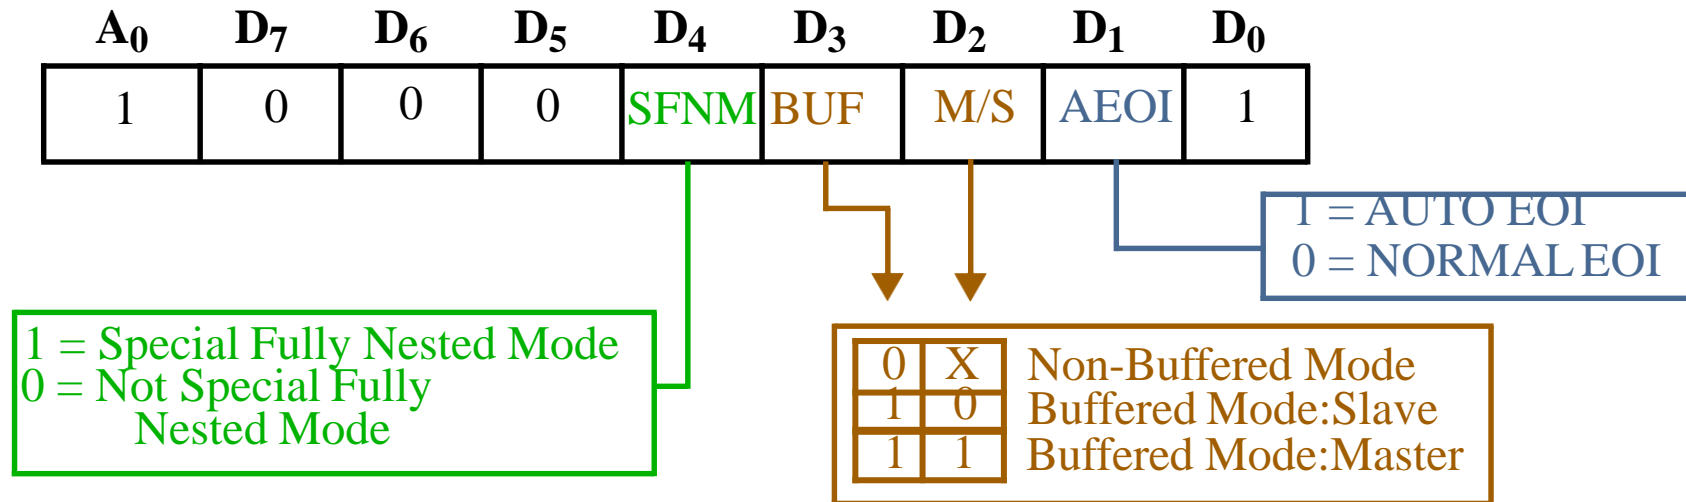 A0 D7 D6 D5 D4 D3 D2 D1 D0
1 0 0 0 SFNM BUF M/S AEOI 1
1 = AUTO EOI
0 = NORMAL EOI
1 = Special Fully Nested Mode
0 = Not Special Fully
Nested Mode
0 X Non-Buffered Mode
1 0 Buffered Mode:Slave
1 1 Buffered Mode:Master